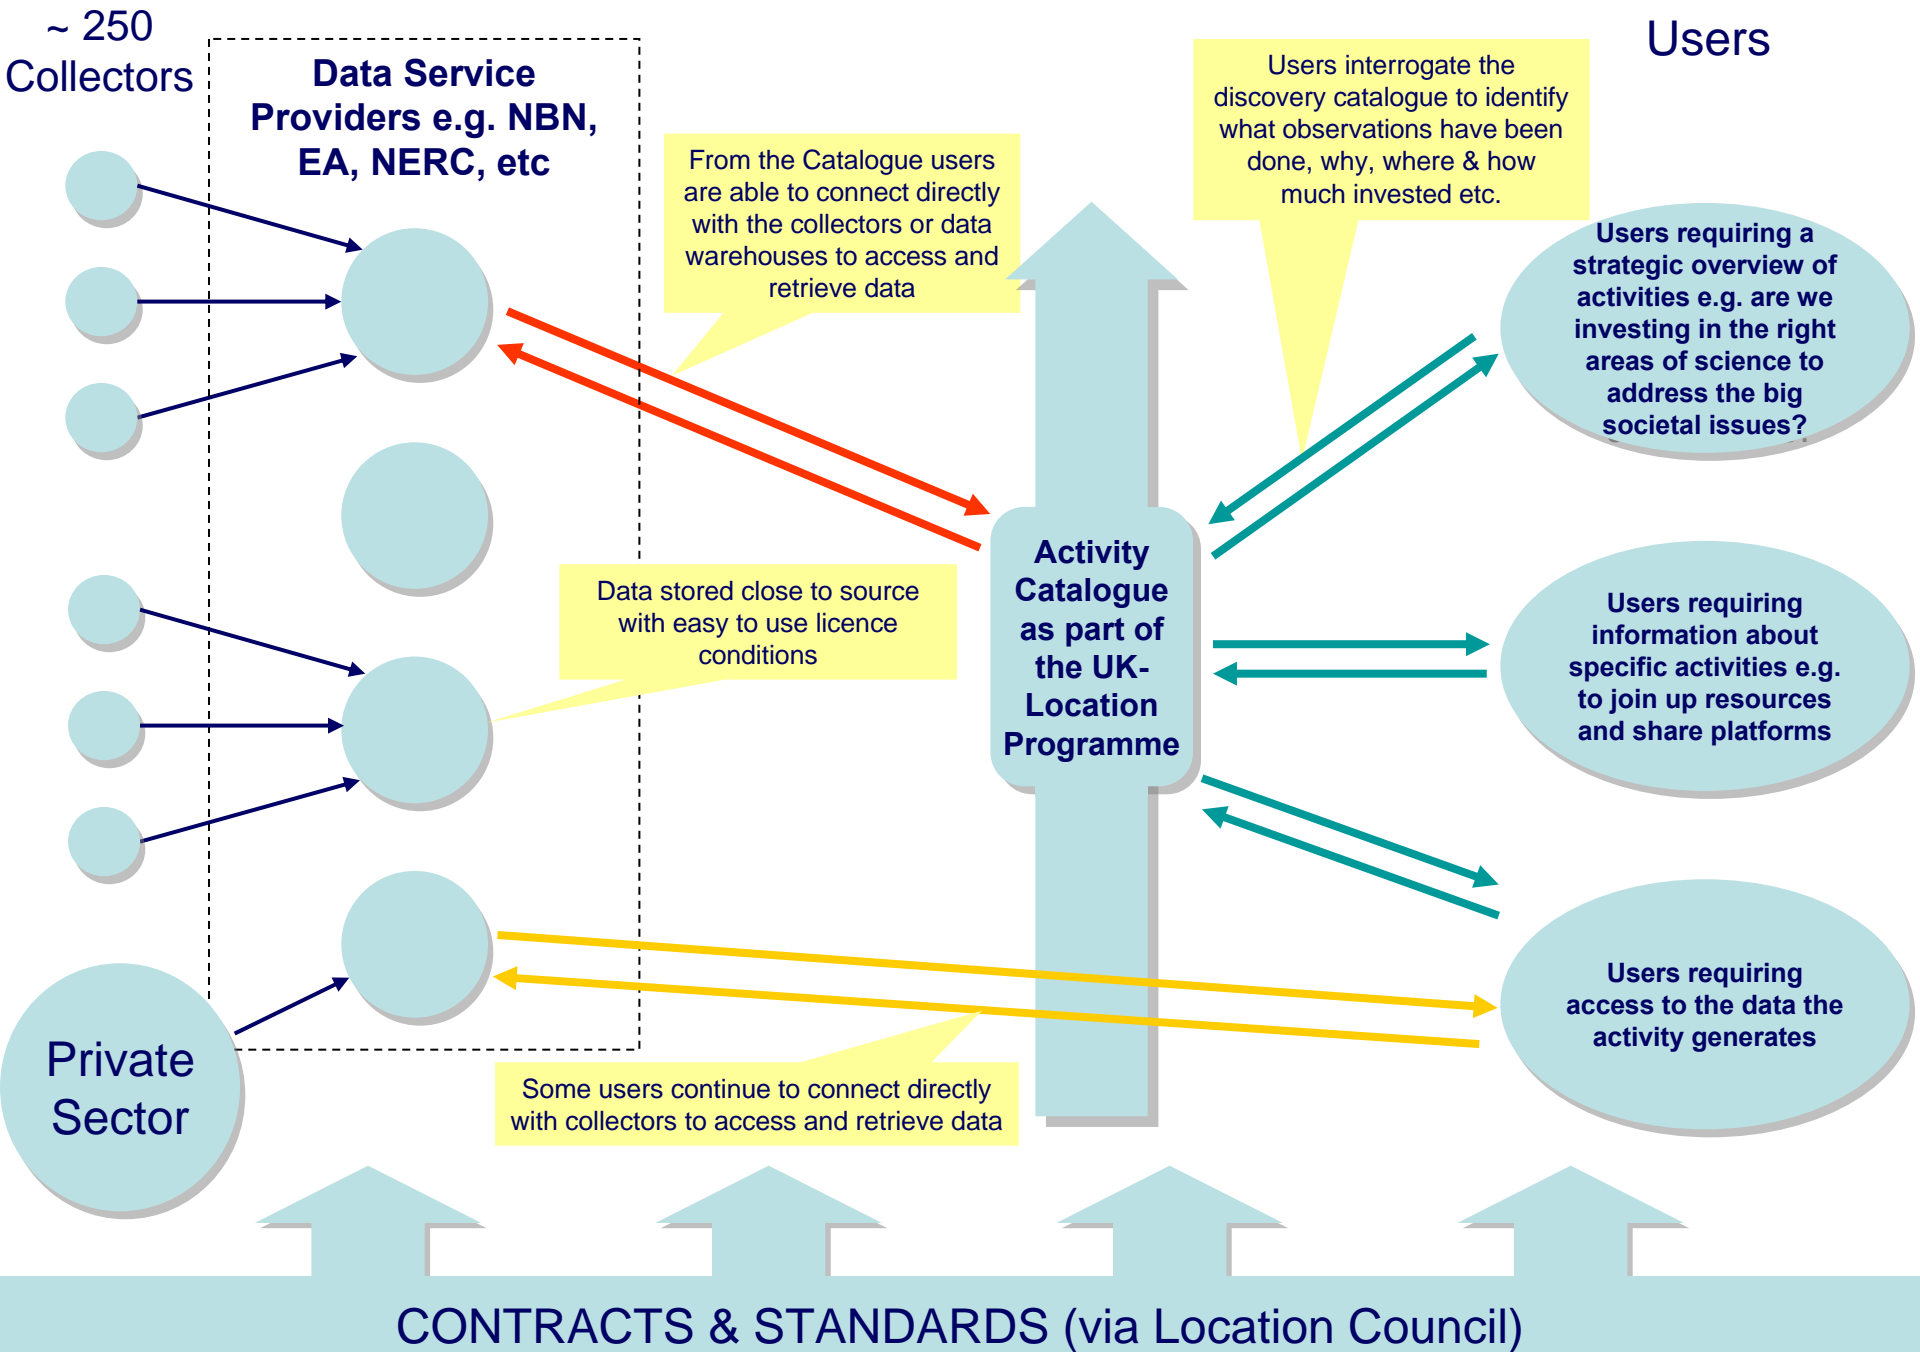 ~ 250
Collectors
Data Service
Providers e.g. NBN,
EA, NERC, etc
From the Catalogue users
are able to connect directly
with the collectors or data
warehouses to access and
retrieve data
Users interrogate the
discovery catalogue to identify
what observations have been
done, why, where & how
much invested etc.
Users
Users requiring a
strategic overview of
activities e.g. are we
investing in the right
areas of science to
address the big
societal issues?
Data stored close to source
with easy to use licence
conditions
Activity
Catalogue
as part of
the UK-
Location
Programme
Users requiring
information about
specific activities e.g.
to join up resources
and share platforms
Users requiring
access to the data the
activity generates
Private
Sector
Some users continue to connect directly
with collectors to access and retrieve data
CONTRACTS & STANDARDS (via Location Council)